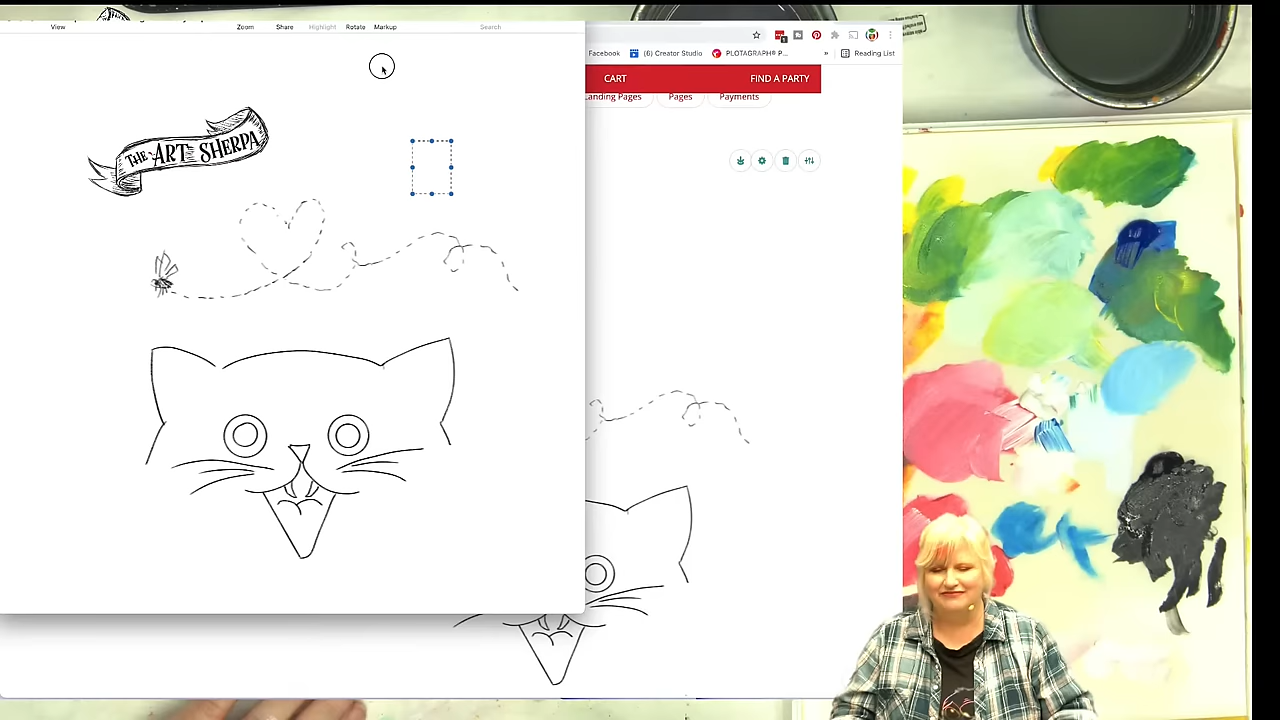 View Zoom Share Highlight Rotate Markup Search
Facebook (6) Creator Studio PLOTAGRAPH® P... » Reading List
CART FIND A PARTY
anding Pages Pages Payments
THE ART SHERPA